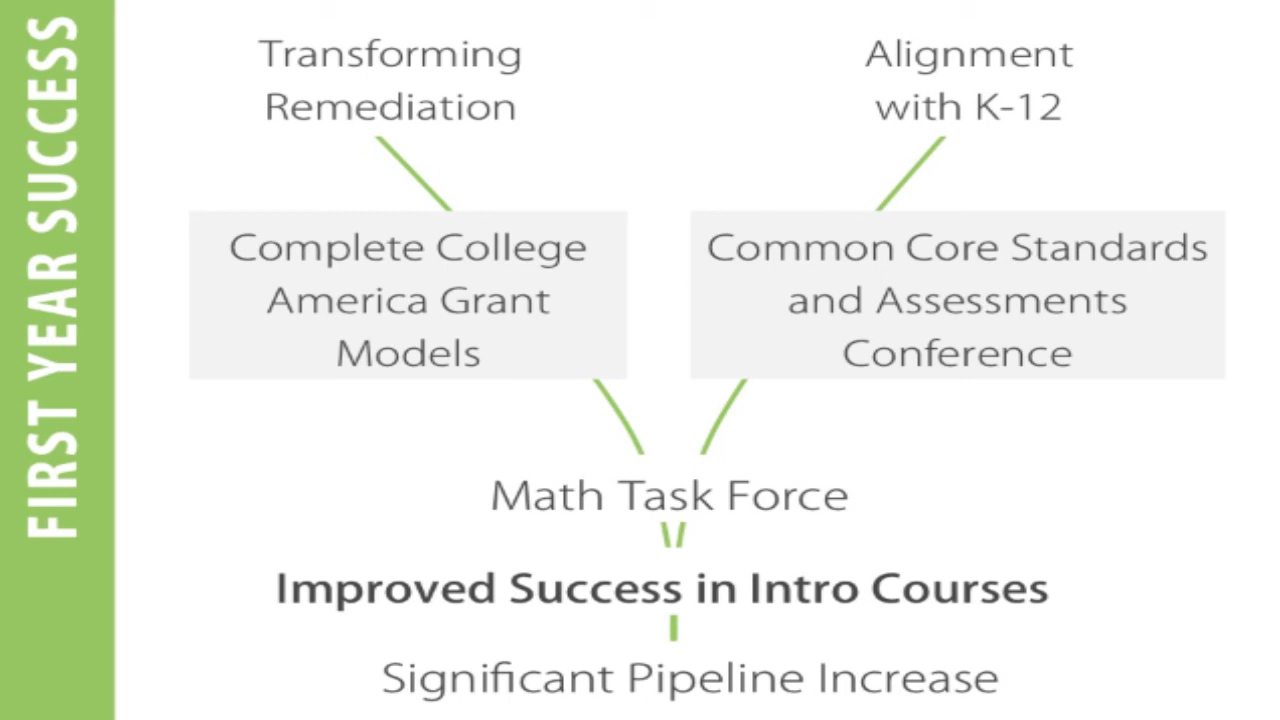 FIRST YEAR SUCCESS
Transforming
Remediation
Alignment
with K-12
Complete College
America Grant
Models
Common Core Standards
and Assessments
Conference
Math Task Force
Improved Success in Intro Courses
Significant Pipeline Increase